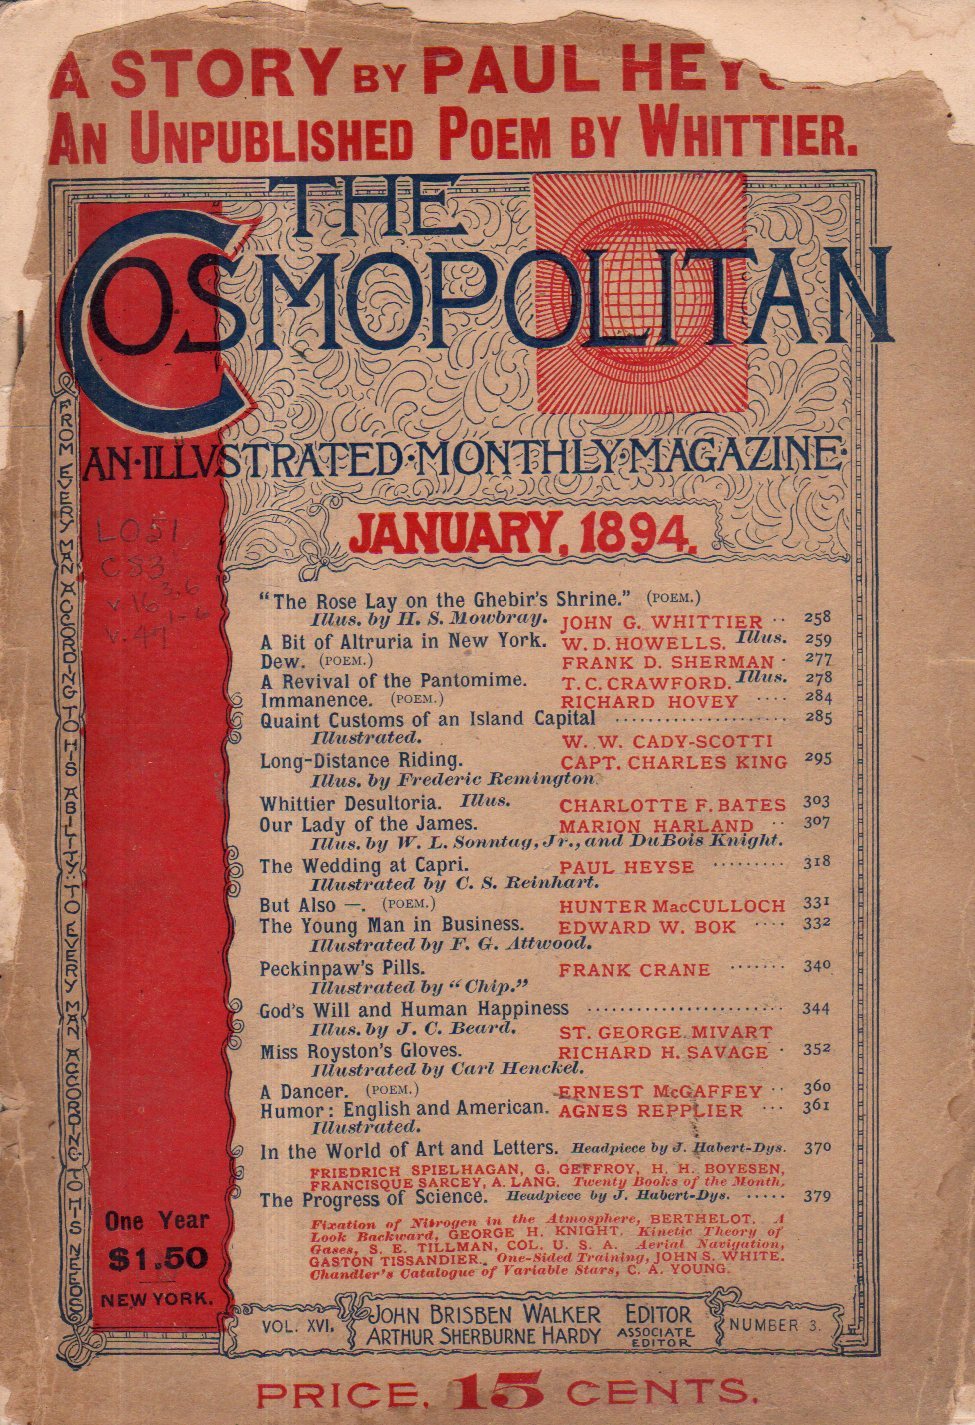 A STORY BY PAUL HEYSE
AN UNPUBLISHED POEM BY WHITTIER.
THE
COSMOPOLITAN
AN·ILLVSTRATED·MONTHLY·MAGAZINE·
JANUARY, 1894.
FROM EVERY MAN ACCORDING TO HIS ABILITY: TO EVERY MAN ACCORDING TO HIS NEEDS
L051
C83
v.16 3,6
"The Rose Lay on the Ghebir's Shrine." (POEM.)
Illus. by H. S. Mowbray. JOHN G. WHITTIER ·· 258
A Bit of Altruria in New York. W. D. HOWELLS. Illus. 259
Dew. (POEM.) FRANK D. SHERMAN · 277
A Revival of the Pantomime. T. C. CRAWFORD. Illus. 278
Immanence. (POEM.) RICHARD HOVEY ···· 284
Quaint Customs of an Island Capital ···················· 285
Illustrated. W. W. CADY-SCOTTI
Long-Distance Riding. CAPT. CHARLES KING 295
Illus. by Frederic Remington.
Whittier Desultoria. Illus. CHARLOTTE F. BATES 303
Our Lady of the James. MARION HARLAND ·· 307
Illus. by W. L. Sonntag, Jr., and DuBois Knight.
The Wedding at Capri. PAUL HEYSE ········· 318
Illustrated by C. S. Reinhart.
But Also —. (POEM.) HUNTER MacCULLOCH 331
The Young Man in Business. EDWARD W. BOK ···· 332
Illustrated by F. G. Attwood.
Peckinpaw's Pills. FRANK CRANE ······· 340
Illustrated by "Chip."
God's Will and Human Happiness ······················· 344
Illus. by J. C. Beard. ST. GEORGE MIVART
Miss Royston's Gloves. RICHARD H. SAVAGE · 352
Illustrated by Carl Henckel.
A Dancer. (POEM.) ERNEST McGAFFEY ·· 360
Humor: English and American. AGNES REPPLIER ··· 361
Illustrated.
In the World of Art and Letters. Headpiece by J. Habert-Dys. 370
FRIEDRICH SPIELHAGAN, G. GEFFROY, H. H. BOYESEN,
FRANCISQUE SARCEY, A. LANG. Twenty Books of the Month.
The Progress of Science. Headpiece by J. Habert-Dys. ····· 379
Fixation of Nitrogen in the Atmosphere, BERTHELOT. A
Look Backward, GEORGE H. KNIGHT. Kinetic Theory of
Gases, S. E. TILLMAN, COL. U. S. A. Aerial Navigation,
GASTON TISSANDIER. One-Sided Training, JOHN S. WHITE.
Chandler's Catalogue of Variable Stars, C. A. YOUNG.
One Year
$1.50
NEW YORK.
VOL. XVI.
JOHN BRISBEN WALKER EDITOR
ARTHUR SHERBURNE HARDY ASSOCIATE EDITOR
NUMBER 3.
PRICE, 15 CENTS.